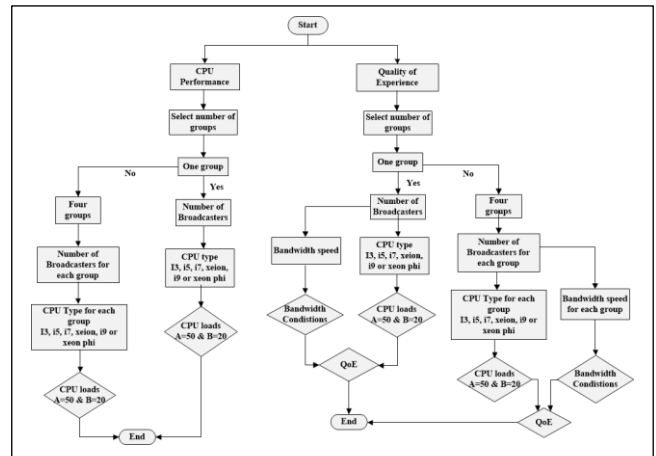 Start
CPU
Performance
Quality of
Experience
Select number of
groups
Select number of
groups
One group
One group
No
Yes
Yes
No
Four
groups
Number of
Broadcasters
Number of
Broadcasters
Four
groups
Number of
Broadcasters for
each group
CPU type
I3, i5, i7, xeion,
i9 or xeon phi
Bandwidth speed
CPU type
I3, i5, i7, xeion,
i9 or xeon phi
Number of
Broadcasters for
each group
CPU Type for each
group
I3, i5, i7, xeion, i9 or
xeon phi
CPU loads
A=50 & B=20
Bandwidth
Condistions
CPU loads
A=50 & B=20
CPU Type for each
group
I3, i5, i7, xeion, i9 or
xeon phi
Bandwidth speed
for each group
CPU loads
A=50 & B=20
QoE
CPU loads
A=50 & B=20
Bandwidth
Condistions
End
End
QoE